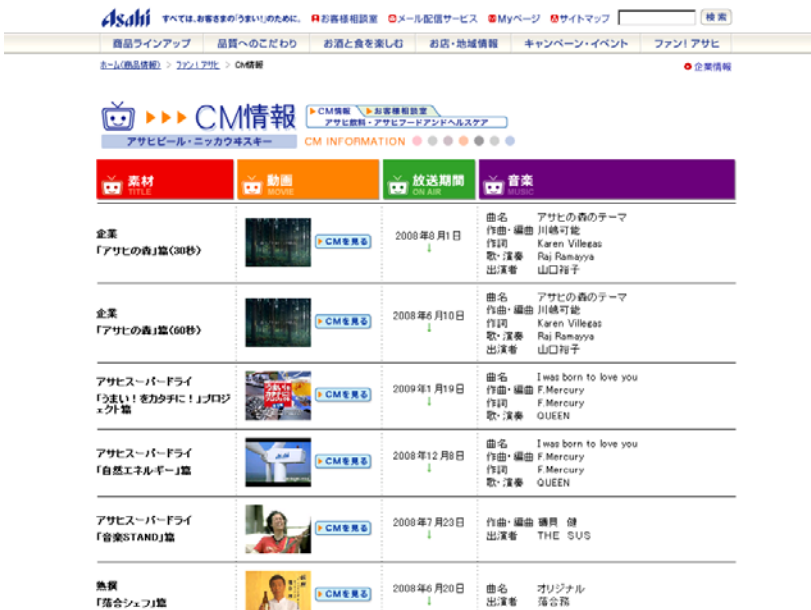 Asahi すべては、お客さまの「うまい!」のために。 お客様相談室 メール配信サービス Myページ サイトマップ 検索
商品ラインアップ 品質へのこだわり お酒と食を楽しむ お店・地域情報 キャンペーン・イベント ファン!アサヒ
ホーム(商品情報) > ファン!アサヒ > CM情報 企業情報
CM情報 CM情報 お客様相談室
アサヒ飲料・アサヒフードアンドヘルスケア
アサヒビール・ニッカウヰスキー CM INFORMATION
素材 動画 放送期間 音楽
TITLE MOVIE ON AIR MUSIC
企業
「アサヒの森」篇(30秒)
CMを見る
2008年8月1日
↓
曲名 アサヒの森のテーマ
作曲・編曲 川嶋可能
作詞 Karen Villegas
歌・演奏 Raj Ramayya
出演者 山口裕子
企業
「アサヒの森」篇(60秒)
CMを見る
2008年6月10日
↓
曲名 アサヒの森のテーマ
作曲・編曲 川嶋可能
作詞 Karen Villegas
歌・演奏 Raj Ramayya
出演者 山口裕子
アサヒスーパードライ
「うまい!をカタチに!」プロジ
ェクト篇
うまい!を
カタチに!
プロジェクト
CMを見る
2009年1月19日
↓
曲名 I was born to love you
作曲・編曲 F.Mercury
作詞 F.Mercury
歌・演奏 QUEEN
アサヒスーパードライ
「自然エネルギー」篇
Asahi
CMを見る
2008年12月8日
↓
曲名 I was born to love you
作曲・編曲 F.Mercury
作詞 F.Mercury
歌・演奏 QUEEN
アサヒスーパードライ
「音楽STAND」篇
CMを見る
2008年7月23日
↓
作曲・編曲 磯貝 健
出演者 THE SUS
熟撰
「落合シェフ」篇
CMを見る
2008年6月20日
↓
曲名 オリジナル
出演者 落合務